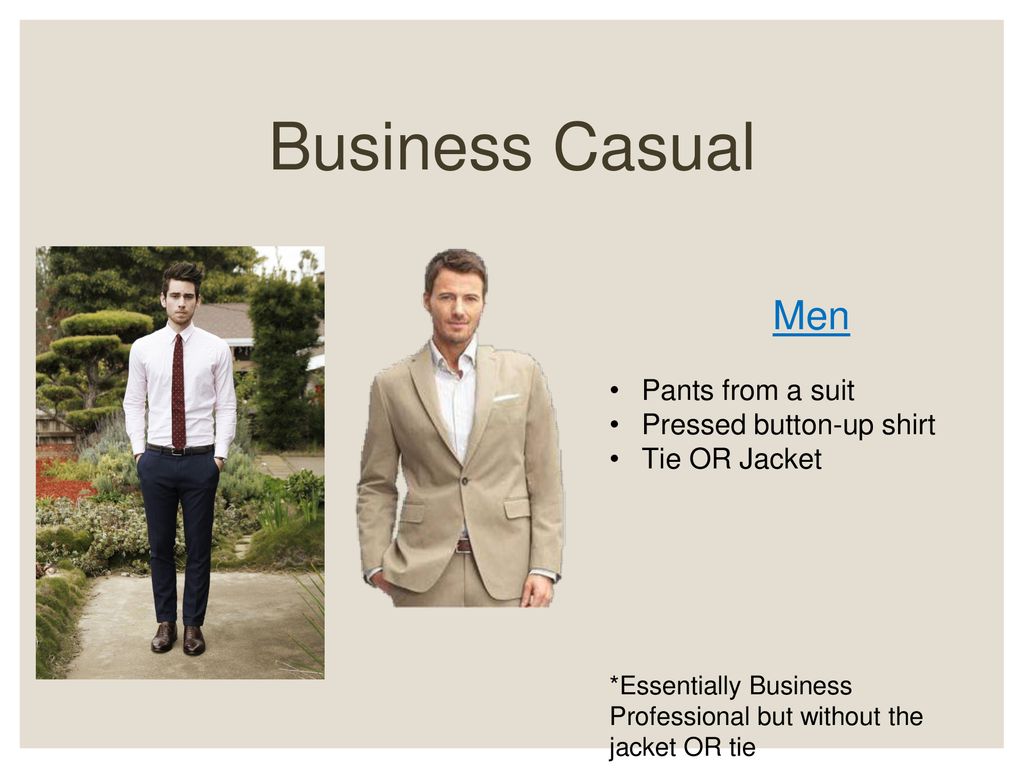 Business Casual
Men
• Pants from a suit
• Pressed button-up shirt
• Tie OR Jacket
*Essentially Business
Professional but without the
jacket OR tie